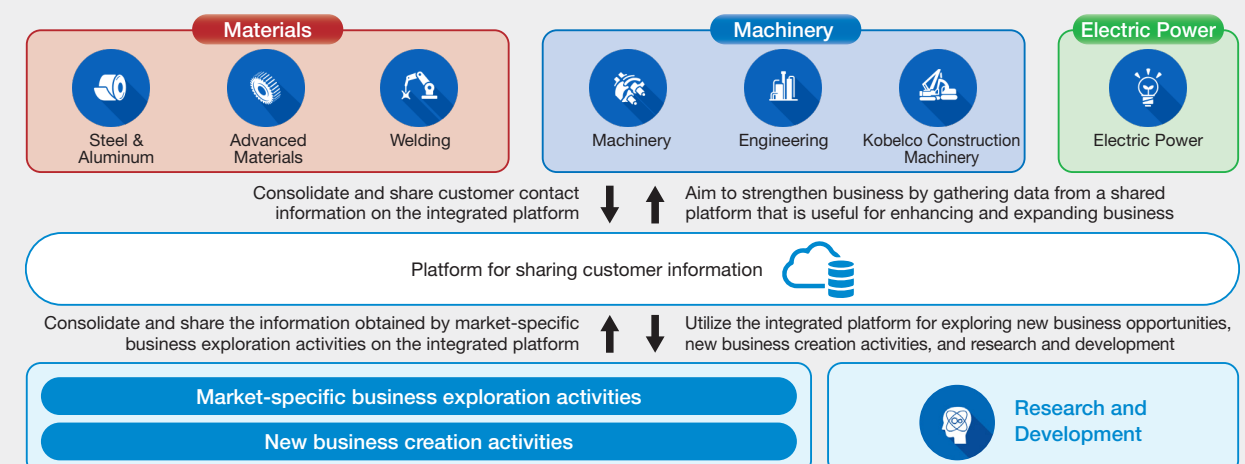 Materials
Machinery
Electric Power
Steel &
Aluminum
Advanced
Materials
Welding
Machinery
Engineering
Kobelco Construction
Machinery
Electric Power
Consolidate and share customer contact
information on the integrated platform
Aim to strengthen business by gathering data from a shared
platform that is useful for enhancing and expanding business
Platform for sharing customer information
Consolidate and share the information obtained by market-specific
business exploration activities on the integrated platform
Utilize the integrated platform for exploring new business opportunities,
new business creation activities, and research and development
Market-specific business exploration activities
New business creation activities
Research and
Development